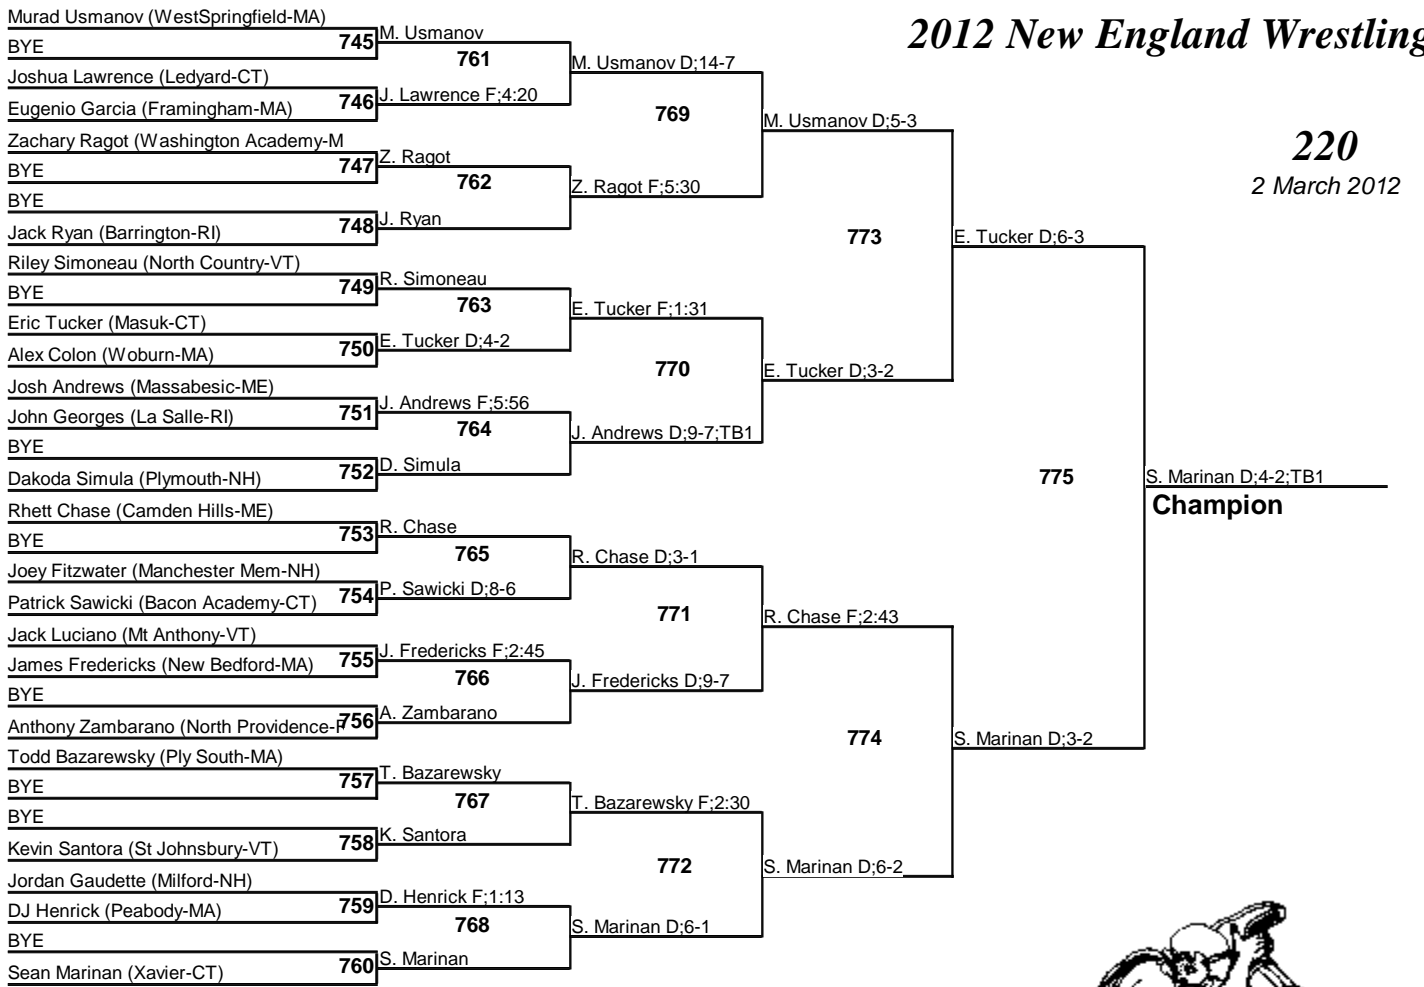 2012 New England Wrestling
220
2 March 2012
Murad Usmanov (WestSpringfield-MA)
BYE
745
Joshua Lawrence (Ledyard-CT)
Eugenio Garcia (Framingham-MA)
746
Zachary Ragot (Washington Academy-M
BYE
747
BYE
Jack Ryan (Barrington-RI)
748
Riley Simoneau (North Country-VT)
BYE
749
Eric Tucker (Masuk-CT)
Alex Colon (Woburn-MA)
750
Josh Andrews (Massabesic-ME)
John Georges (La Salle-RI)
751
BYE
Dakoda Simula (Plymouth-NH)
752
Rhett Chase (Camden Hills-ME)
BYE
753
Joey Fitzwater (Manchester Mem-NH)
Patrick Sawicki (Bacon Academy-CT)
754
Jack Luciano (Mt Anthony-VT)
James Fredericks (New Bedford-MA)
755
BYE
Anthony Zambarano (North Providence-R
756
Todd Bazarewsky (Ply South-MA)
BYE
757
BYE
Kevin Santora (St Johnsbury-VT)
758
Jordan Gaudette (Milford-NH)
DJ Henrick (Peabody-MA)
759
BYE
Sean Marinan (Xavier-CT)
760
M. Usmanov
761
J. Lawrence F;4:20
Z. Ragot
762
J. Ryan
R. Simoneau
763
E. Tucker D;4-2
J. Andrews F;5:56
764
D. Simula
R. Chase
765
P. Sawicki D;8-6
J. Fredericks F;2:45
766
A. Zambarano
T. Bazarewsky
767
K. Santora
D. Henrick F;1:13
768
S. Marinan
M. Usmanov D;14-7
769
Z. Ragot F;5:30
E. Tucker F;1:31
770
J. Andrews D;9-7;TB1
R. Chase D;3-1
771
J. Fredericks D;9-7
T. Bazarewsky F;2:30
772
S. Marinan D;6-1
M. Usmanov D;5-3
773
E. Tucker D;3-2
R. Chase F;2:43
774
S. Marinan D;6-2
E. Tucker D;6-3
775
S. Marinan D;3-2
S. Marinan D;4-2;TB1
Champion